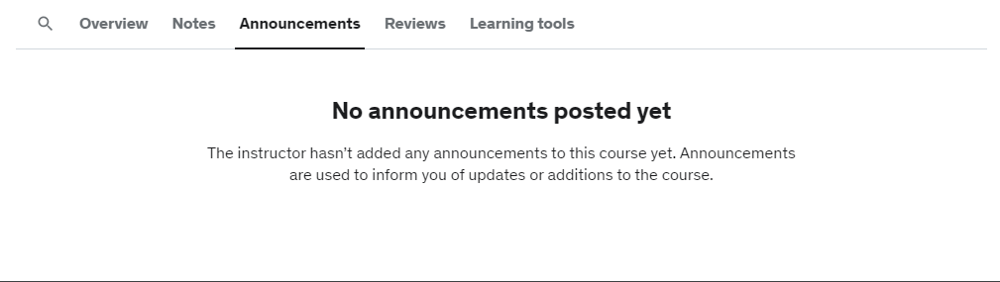 Overview Notes Announcements Reviews Learning tools
No announcements posted yet
The instructor hasn't added any announcements to this course yet. Announcements
are used to inform you of updates or additions to the course.